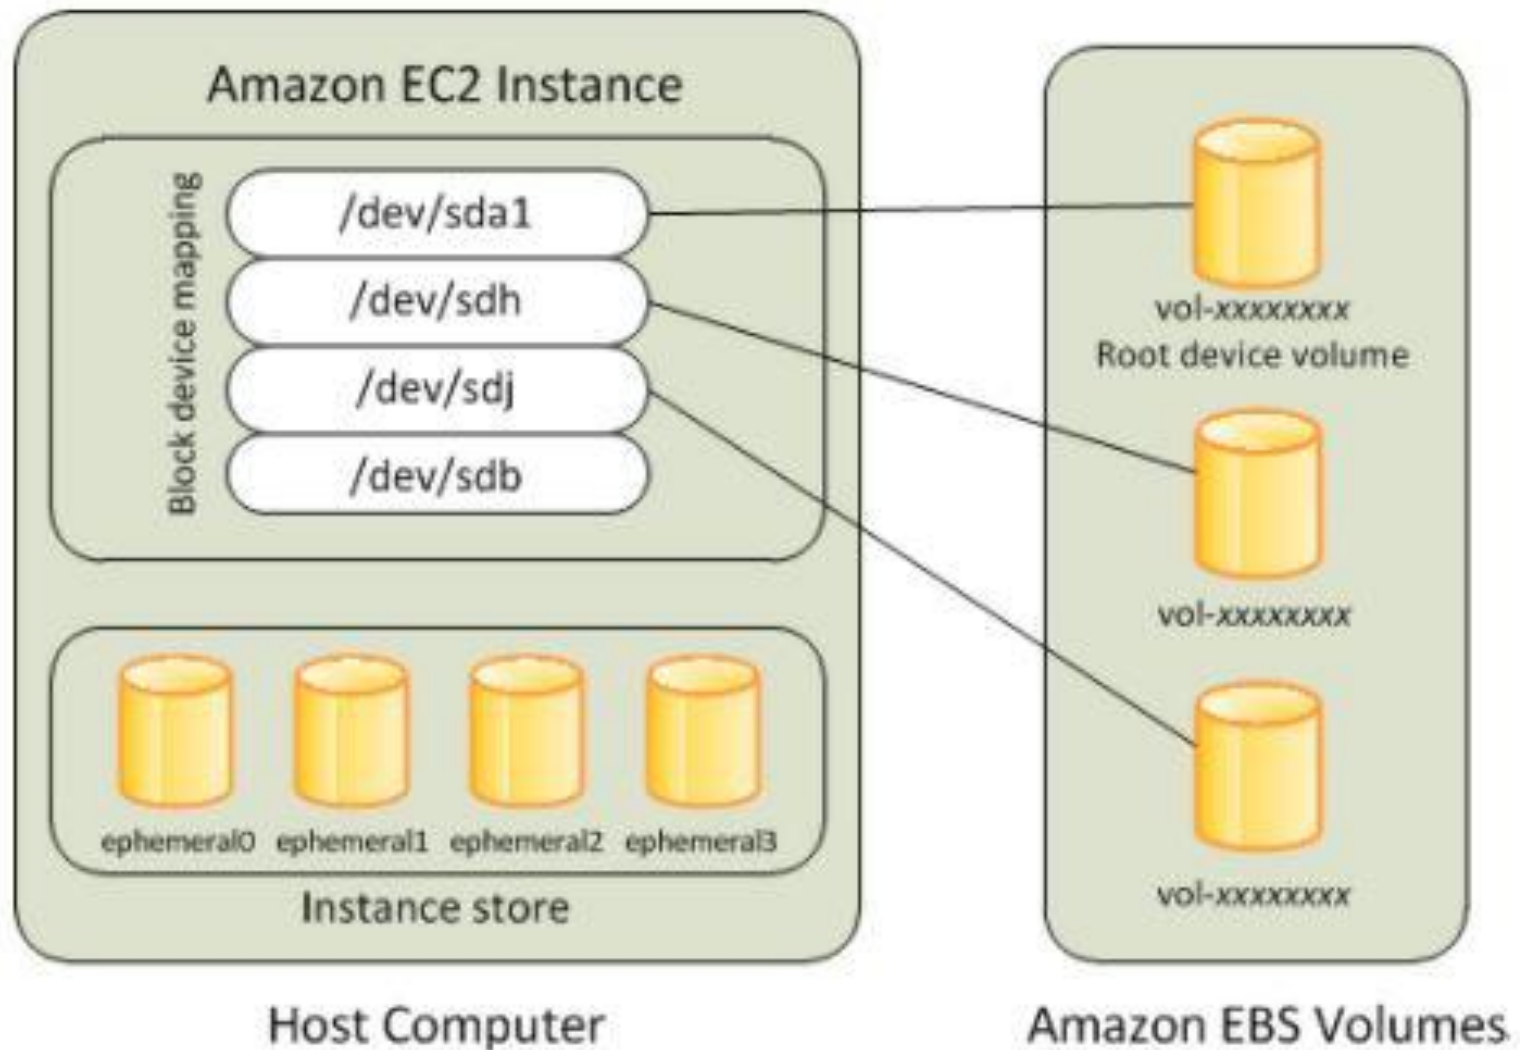 Amazon EC2 Instance
Block device mapping
/dev/sda1
/dev/sdh
/dev/sdj
/dev/sdb
ephemeral0 ephemeral1 ephemeral2 ephemeral3
Instance store
Host Computer
vol-xxxxxxxx
Root device volume
vol-xxxxxxxx
vol-xxxxxxxx
Amazon EBS Volumes